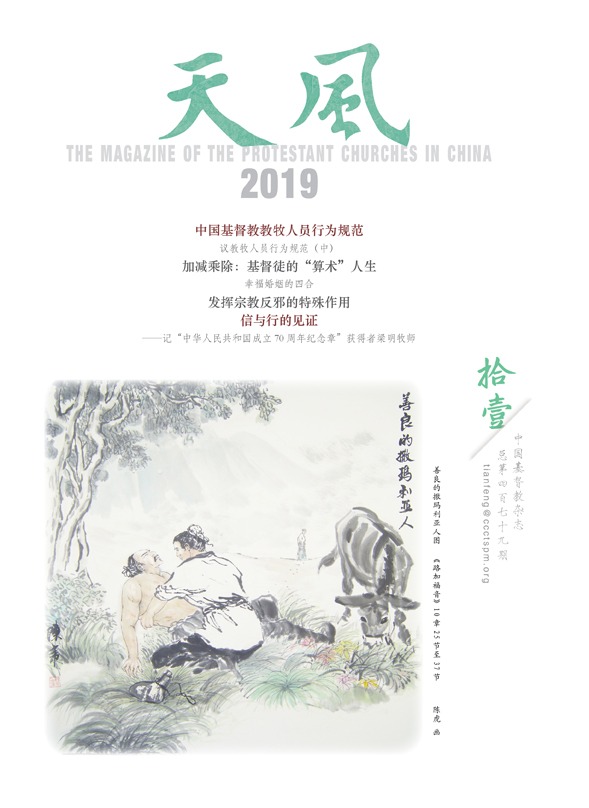 天風
THE MAGAZINE OF THE PROTESTANT CHURCHES IN CHINA
2019
中国基督教教牧人员行为规范
议教牧人员行为规范（中）
加减乘除：基督徒的“算术”人生
幸福婚姻的四合
发挥宗教反邪的特殊作用
信与行的见证
——记“中华人民共和国成立70周年纪念章”获得者梁明牧师
拾壹
中国基督教杂志
总第四百七十九期
tianfeng@ccctspm.org
善良的撒玛利亚人
善良的撒玛利亚人图 《路加福音》10章25节至37节 陈虎 画